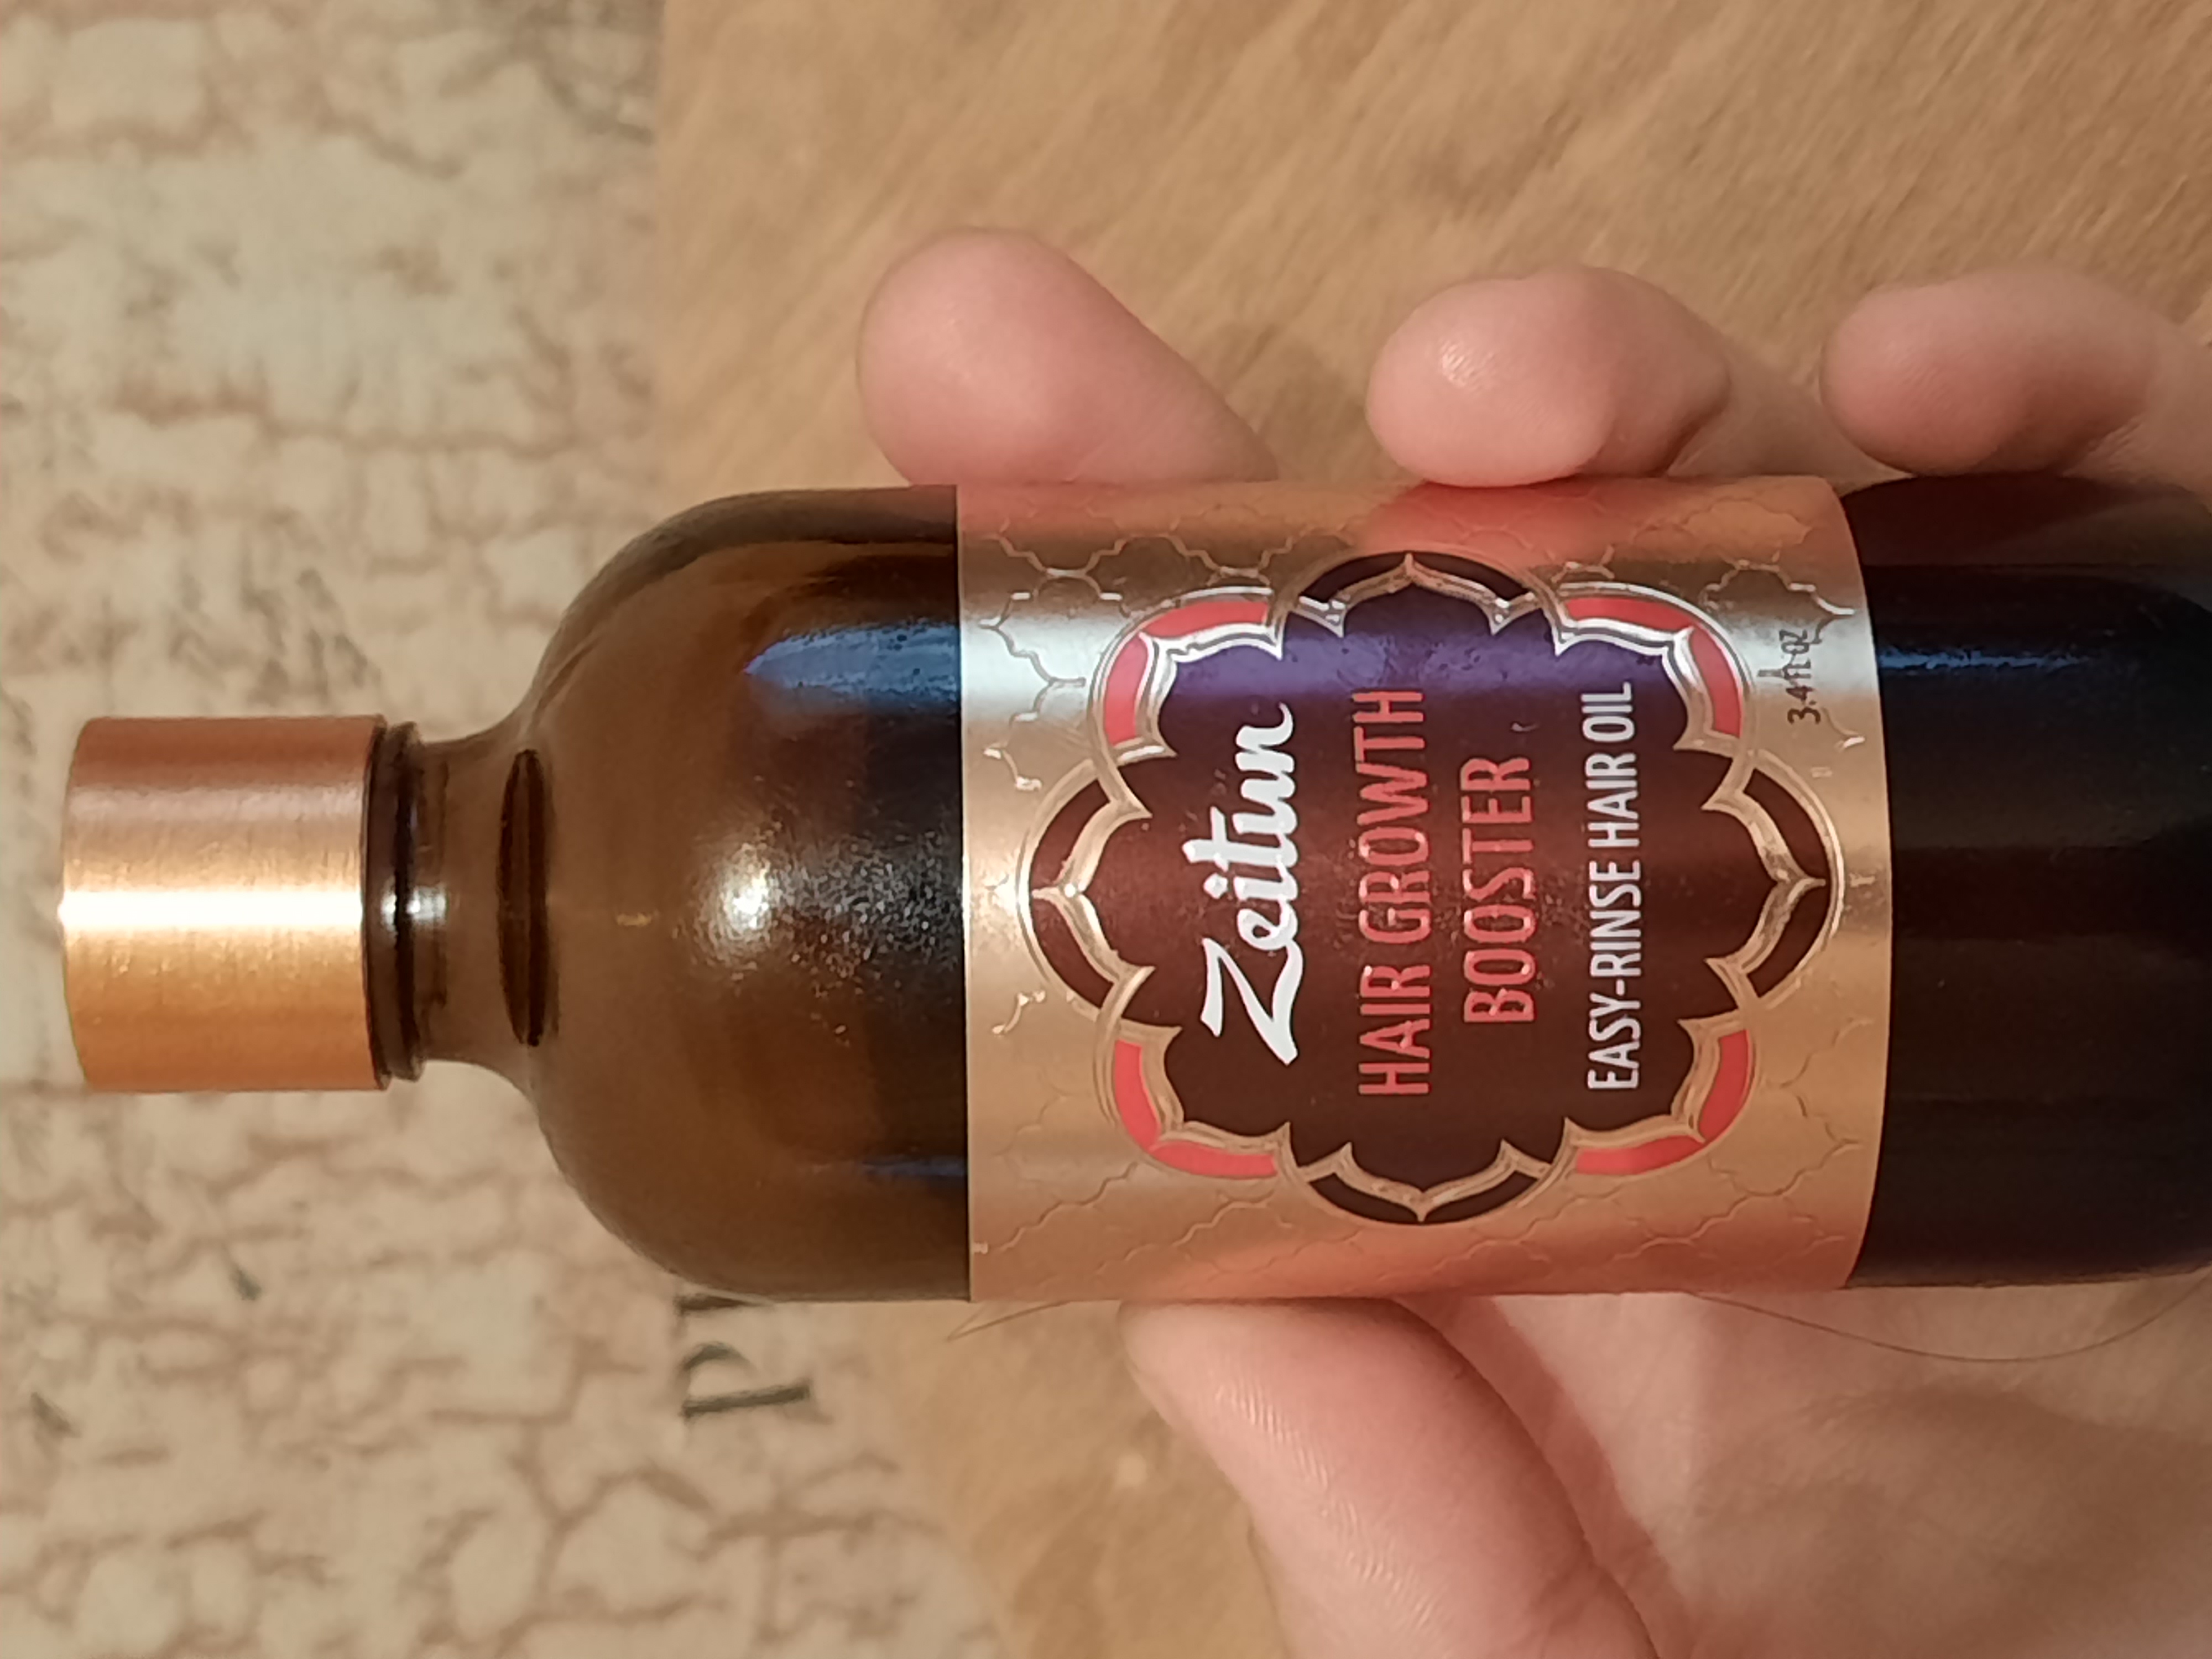 Zeitun
HAIR GROWTH
BOOSTER
EASY-RINSE HAIR OIL
3.4 fl oz